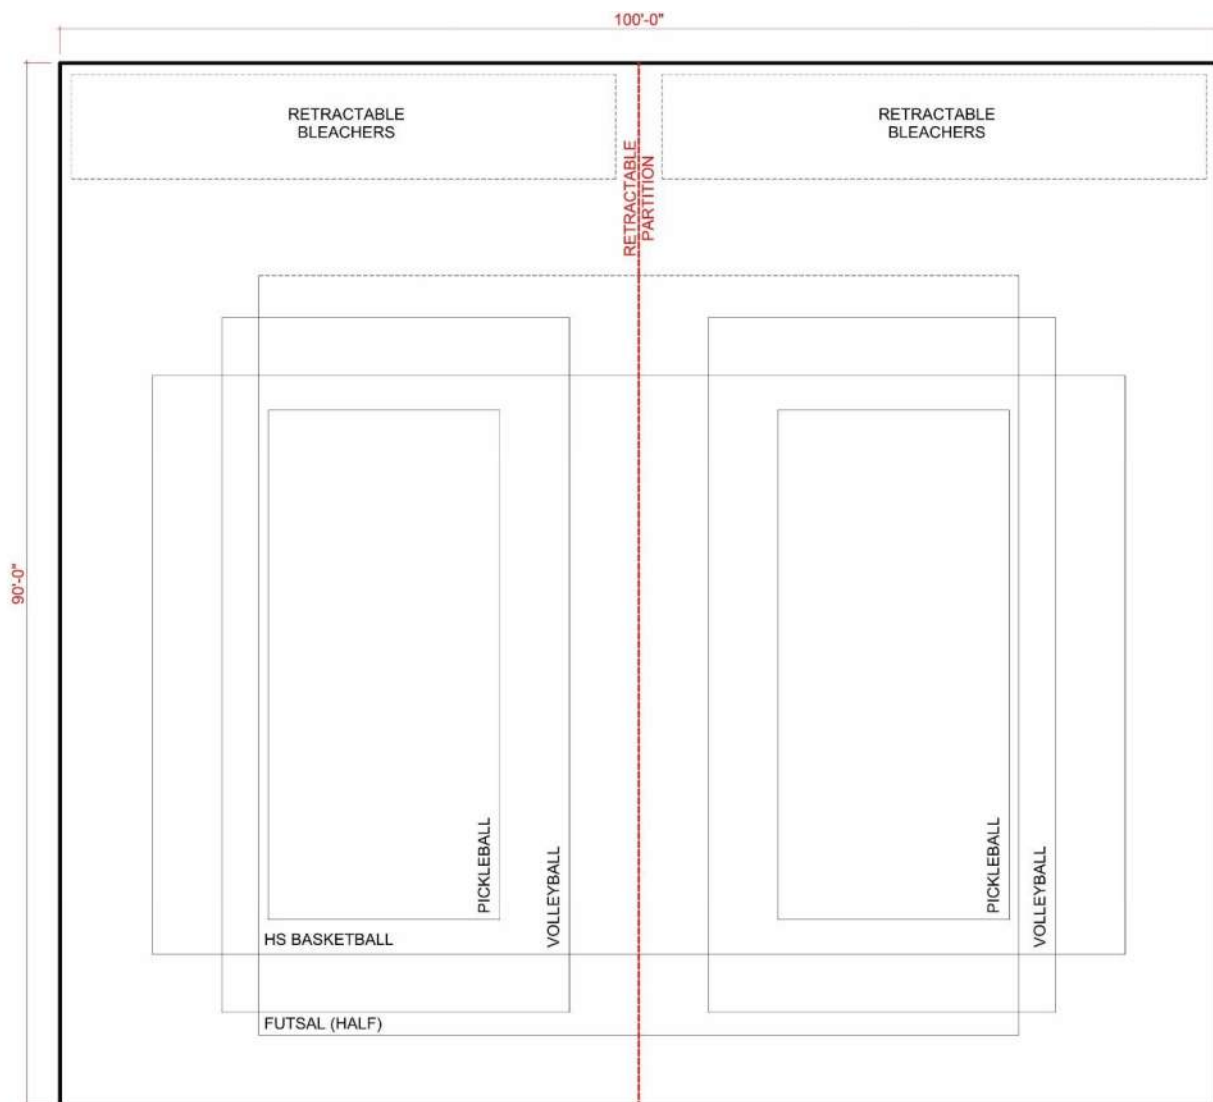 100'-0"
RETRACTABLE
BLEACHERS
RETRACTABLE
BLEACHERS
RETRACTABLE
PARTITION
90'-0"
PICKLEBALL
VOLLEYBALL
PICKLEBALL
VOLLEYBALL
HS BASKETBALL
FUTSAL (HALF)